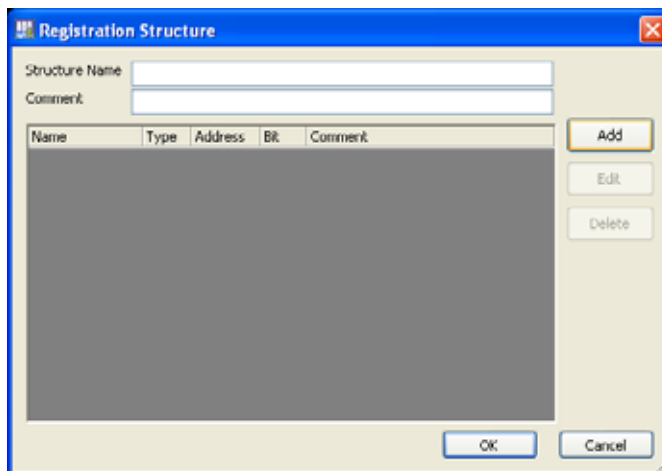 Registration Structure
Structure Name
Comment
Name Type Address Bit Comment
Add
Edit
Delete
OK Cancel